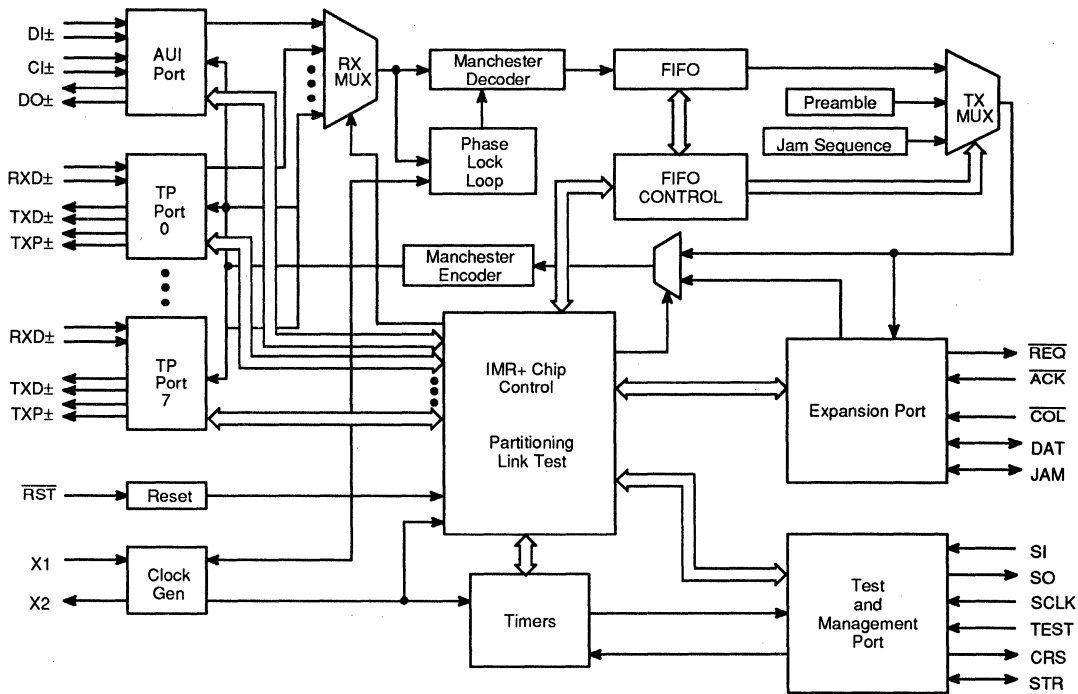 DI±
CI±
DO±
AUI
Port
RX
MUX
Manchester
Decoder
FIFO
Preamble
Jam Sequence
TX
MUX
Phase
Lock
Loop
FIFO
CONTROL
RXD±
TXD±
TXP±
TP
Port
0
Manchester
Encoder
RXD±
TXD±
TXP±
TP
Port
7
IMR+ Chip
Control
Partitioning
Link Test
Expansion Port
REQ
ACK
COL
DAT
JAM
RST
Reset
X1
X2
Clock
Gen
Timers
Test
and
Management
Port
SI
SO
SCLK
TEST
CRS
STR